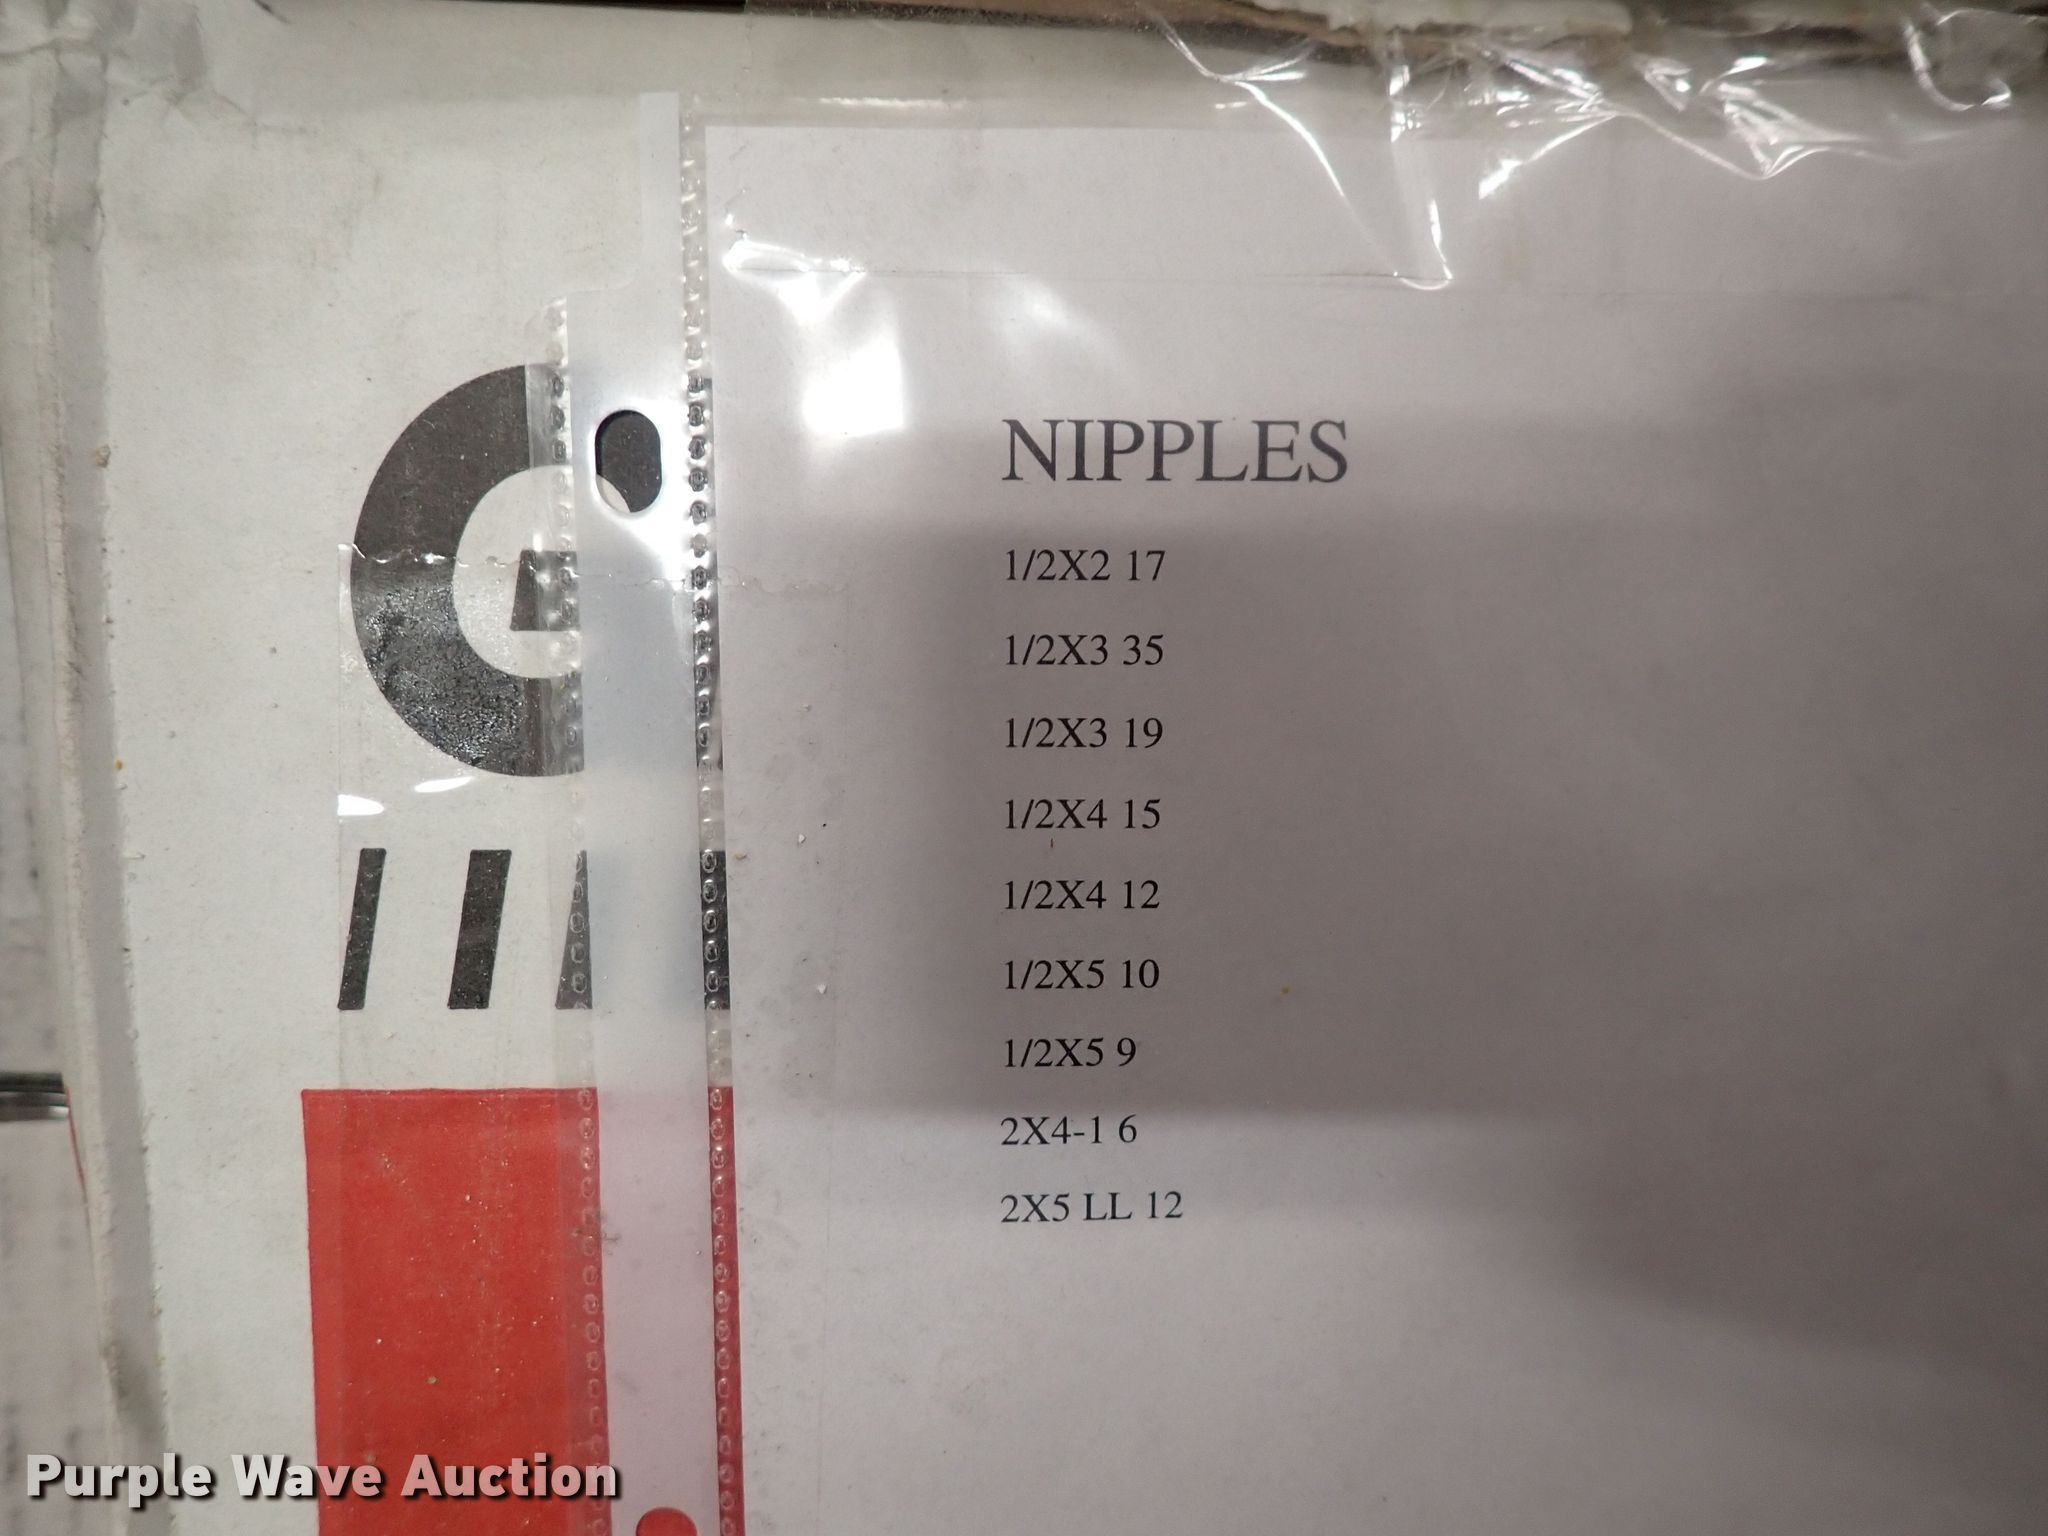 NIPPLES
1/2X2 17
1/2X3 35
1/2X3 19
1/2X4 15
1/2X4 12
1/2X5 10
1/2X5 9
2X4-1 6
2X5 LL 12
G
Purple Wave Auction